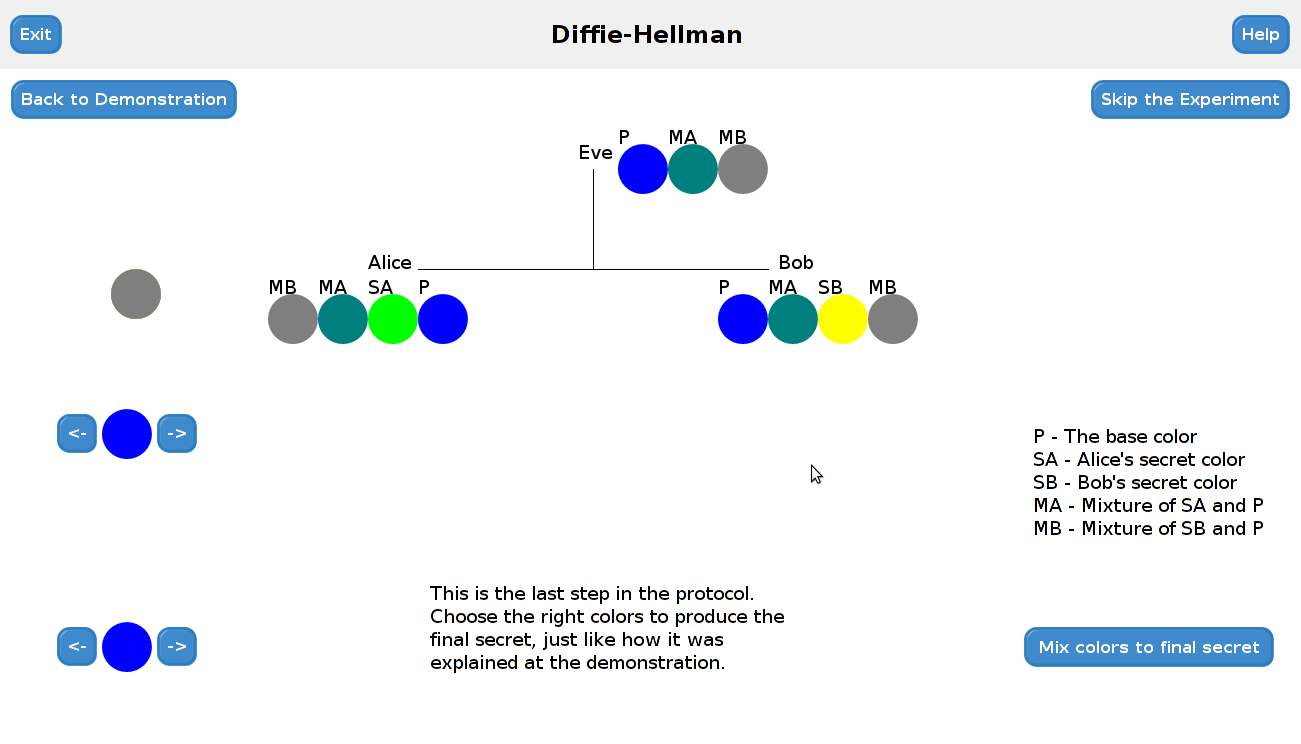 Exit
Diffie-Hellman
Help
Back to Demonstration
Skip the Experiment
P MA MB
Eve
Alice
Bob
MB MA SA P
P MA SB MB
<- ->
P - The base color
SA - Alice's secret color
SB - Bob's secret color
MA - Mixture of SA and P
MB - Mixture of SB and P
This is the last step in the protocol.
Choose the right colors to produce the
final secret, just like how it was
explained at the demonstration.
<- ->
Mix colors to final secret